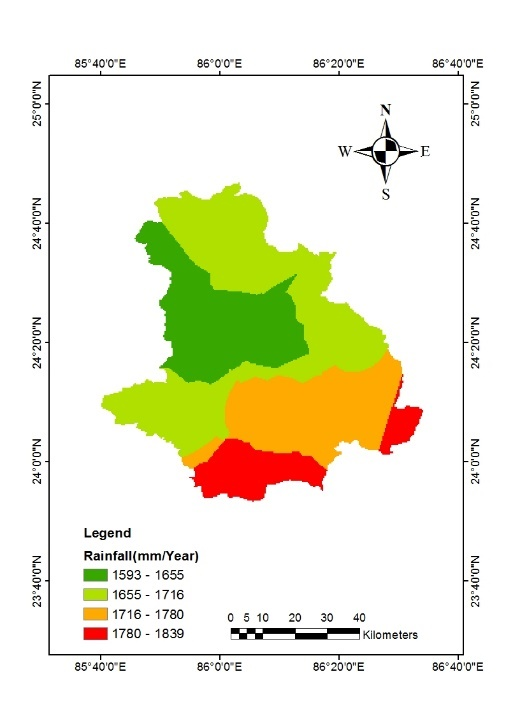 85°40'0"E 86°0'0"E 86°20'0"E 86°40'0"E
25°0'0"N 25°0'0"N
N
W E
S
24°40'0"N 24°40'0"N
24°20'0"N 24°20'0"N
24°0'0"N 24°0'0"N
23°40'0"N 23°40'0"N
Legend
Rainfall(mm/Year)
1593 - 1655
1655 - 1716
1716 - 1780
1780 - 1839
0 5 10 20 30 40
Kilometers
85°40'0"E 86°0'0"E 86°20'0"E 86°40'0"E